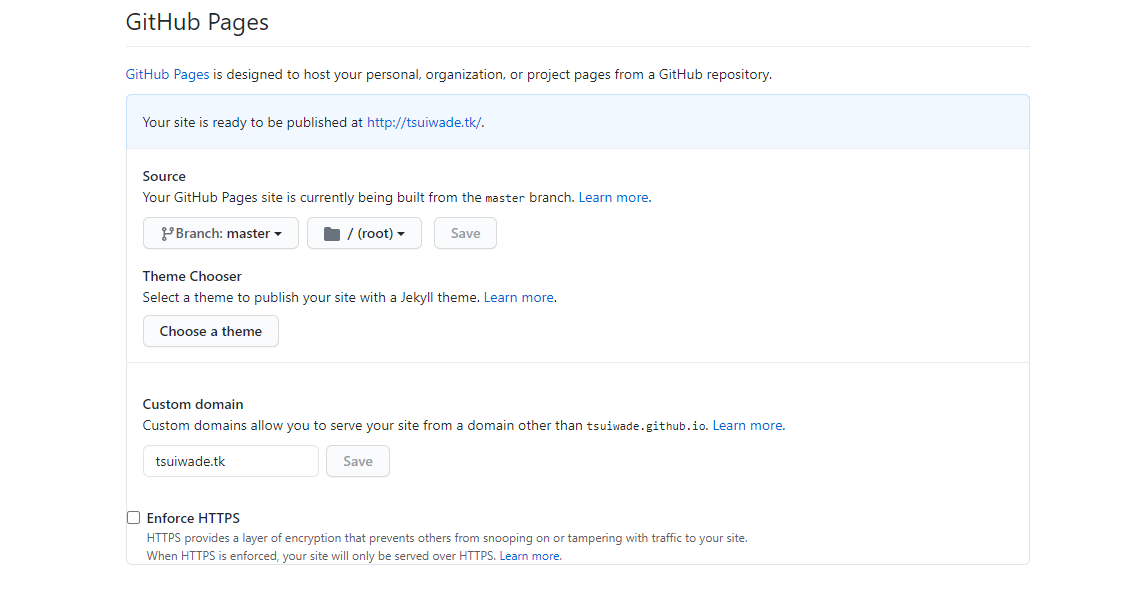 GitHub Pages
GitHub Pages is designed to host your personal, organization, or project pages from a GitHub repository.
Your site is ready to be published at http://tsuiwade.tk/.
Source
Your GitHub Pages site is currently being built from the master branch. Learn more.
Branch: master / (root) Save
Theme Chooser
Select a theme to publish your site with a Jekyll theme. Learn more.
Choose a theme
Custom domain
Custom domains allow you to serve your site from a domain other than tsuiwade.github.io. Learn more.
tsuiwade.tk Save
Enforce HTTPS
HTTPS provides a layer of encryption that prevents others from snooping on or tampering with traffic to your site.
When HTTPS is enforced, your site will only be served over HTTPS. Learn more.